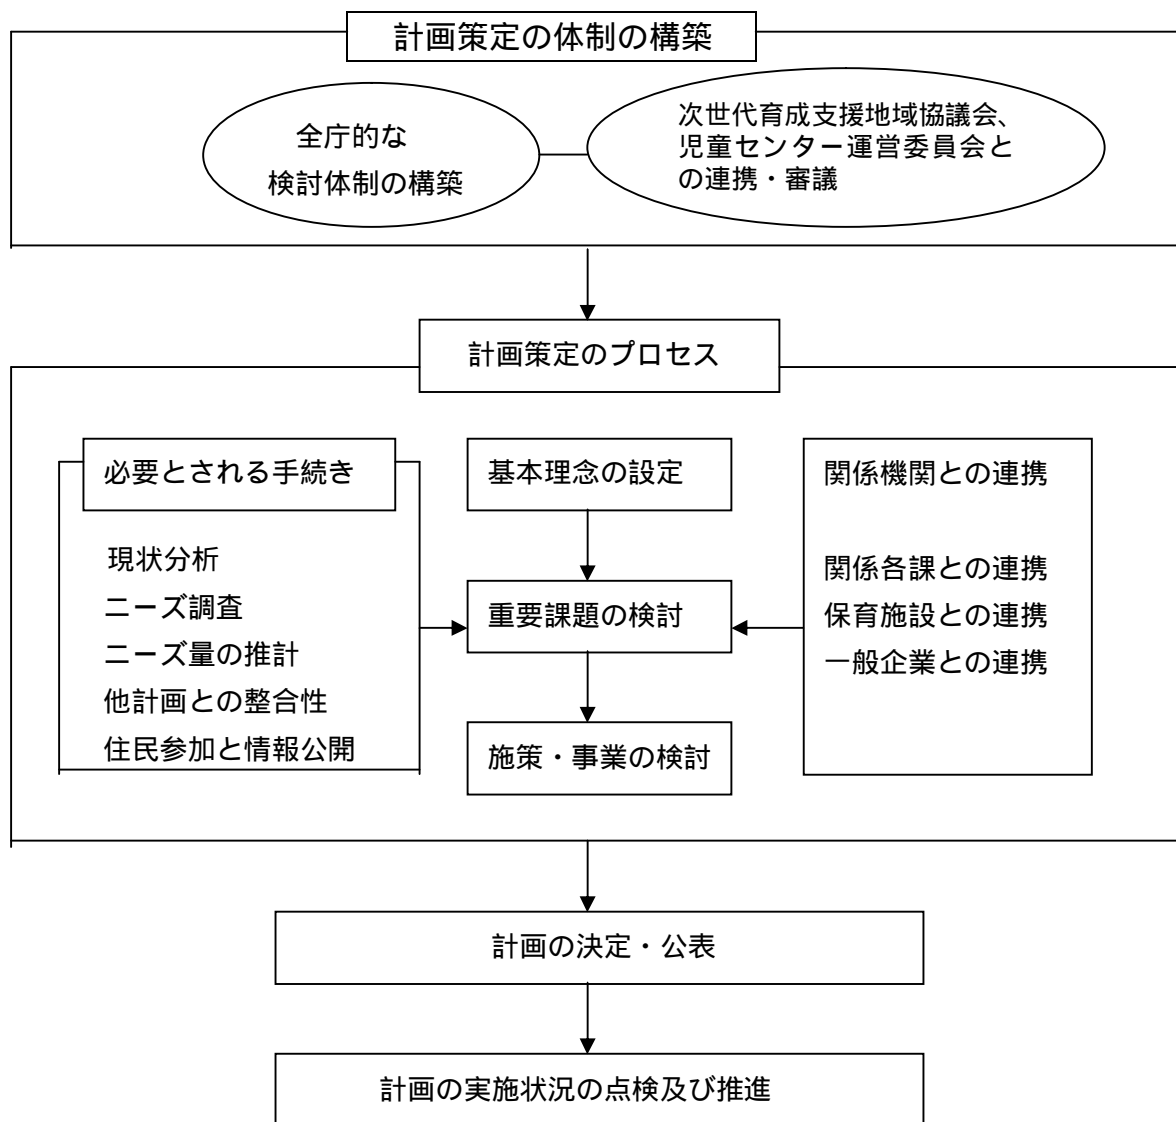 計画策定の体制の構築
全庁的な
検討体制の構築
次世代育成支援地域協議会、
児童センター運営委員会と
の連携・審議
計画策定のプロセス
必要とされる手続き
現状分析
ニーズ調査
ニーズ量の推計
他計画との整合性
住民参加と情報公開
基本理念の設定
重要課題の検討
施策・事業の検討
関係機関との連携
関係各課との連携
保育施設との連携
一般企業との連携
計画の決定・公表
計画の実施状況の点検及び推進